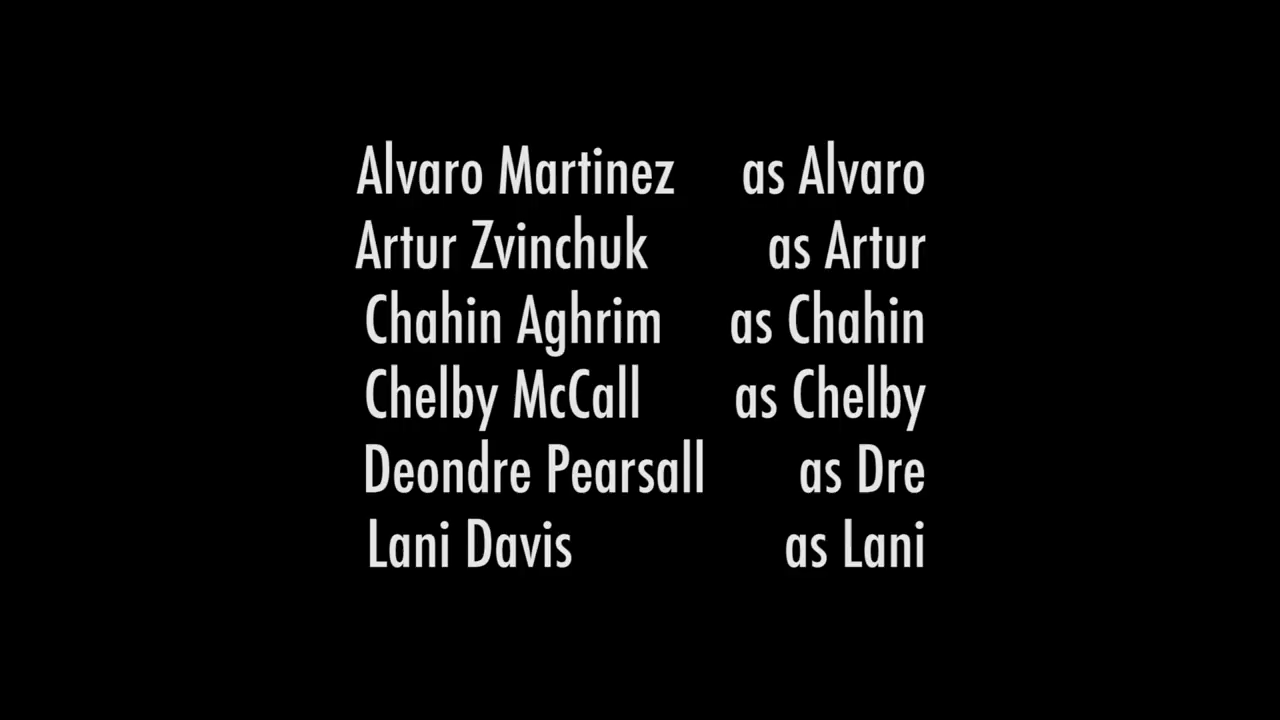 Alvaro Martinez as Alvaro
Artur Zvinchuk as Artur
Chahin Aghrim as Chahin
Chelby McCall as Chelby
Deondre Pearsall as Dre
Lani Davis as Lani